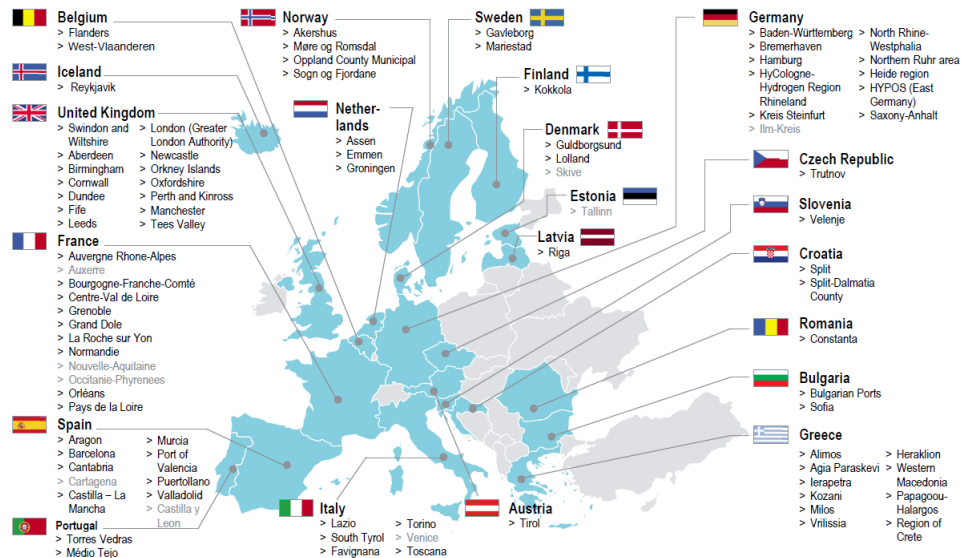 Belgium
> Flanders
> West-Vlaanderen
Iceland
> Reykjavik
United Kingdom
> Swindon and
Wiltshire
> Aberdeen
> Birmingham
> Cornwall
> Dundee
> Fife
> Leeds
> London (Greater
London Authority)
> Newcastle
> Orkney Islands
> Oxfordshire
> Perth and Kinross
> Manchester
> Tees Valley
France
> Auvergne Rhone-Alpes
> Auxerre
> Bourgogne-Franche-Comté
> Centre-Val de Loire
> Grenoble
> Grand Dole
> La Roche sur Yon
> Normandie
> Nouvelle-Aquitaine
> Occitanie-Phyrenees
> Orléans
> Pays de la Loire
Spain
> Aragon
> Barcelona
> Cantabria
> Cartagena
> Castilla – La
Mancha
> Murcia
> Port of
Valencia
> Puertollano
> Valladolid
> Castilla y
Leon
Portugal
> Torres Vedras
> Médio Tejo
Norway
> Akershus
> Møre og Romsdal
> Oppland County Municipal
> Sogn og Fjordane
Nether-
lands
> Assen
> Emmen
> Groningen
Sweden
> Gavleborg
> Mariestad
Finland
> Kokkola
Denmark
> Guldborgsund
> Lolland
> Skive
Estonia
> Tallinn
Latvia
> Riga
Italy
> Lazio
> South Tyrol
> Favignana
> Torino
> Venice
> Toscana
Austria
> Tirol
Germany
> Baden-Württemberg
> Bremerhaven
> Hamburg
> HyCologne-
Hydrogen Region
Rhineland
> Kreis Steinfurt
> Ilm-Kreis
> North Rhine-
Westphalia
> Northern Ruhr area
> Heide region
> HYPOS (East
Germany)
> Saxony-Anhalt
Czech Republic
> Trutnov
Slovenia
> Velenje
Croatia
> Split
> Split-Dalmatia
County
Romania
> Constanta
Bulgaria
> Bulgarian Ports
> Sofia
Greece
> Alimos
> Agia Paraskevi
> Ierapetra
> Kozani
> Milos
> Vrilissia
> Heraklion
> Western
Macedonia
> Papagoou-
Halargos
> Region of
Crete